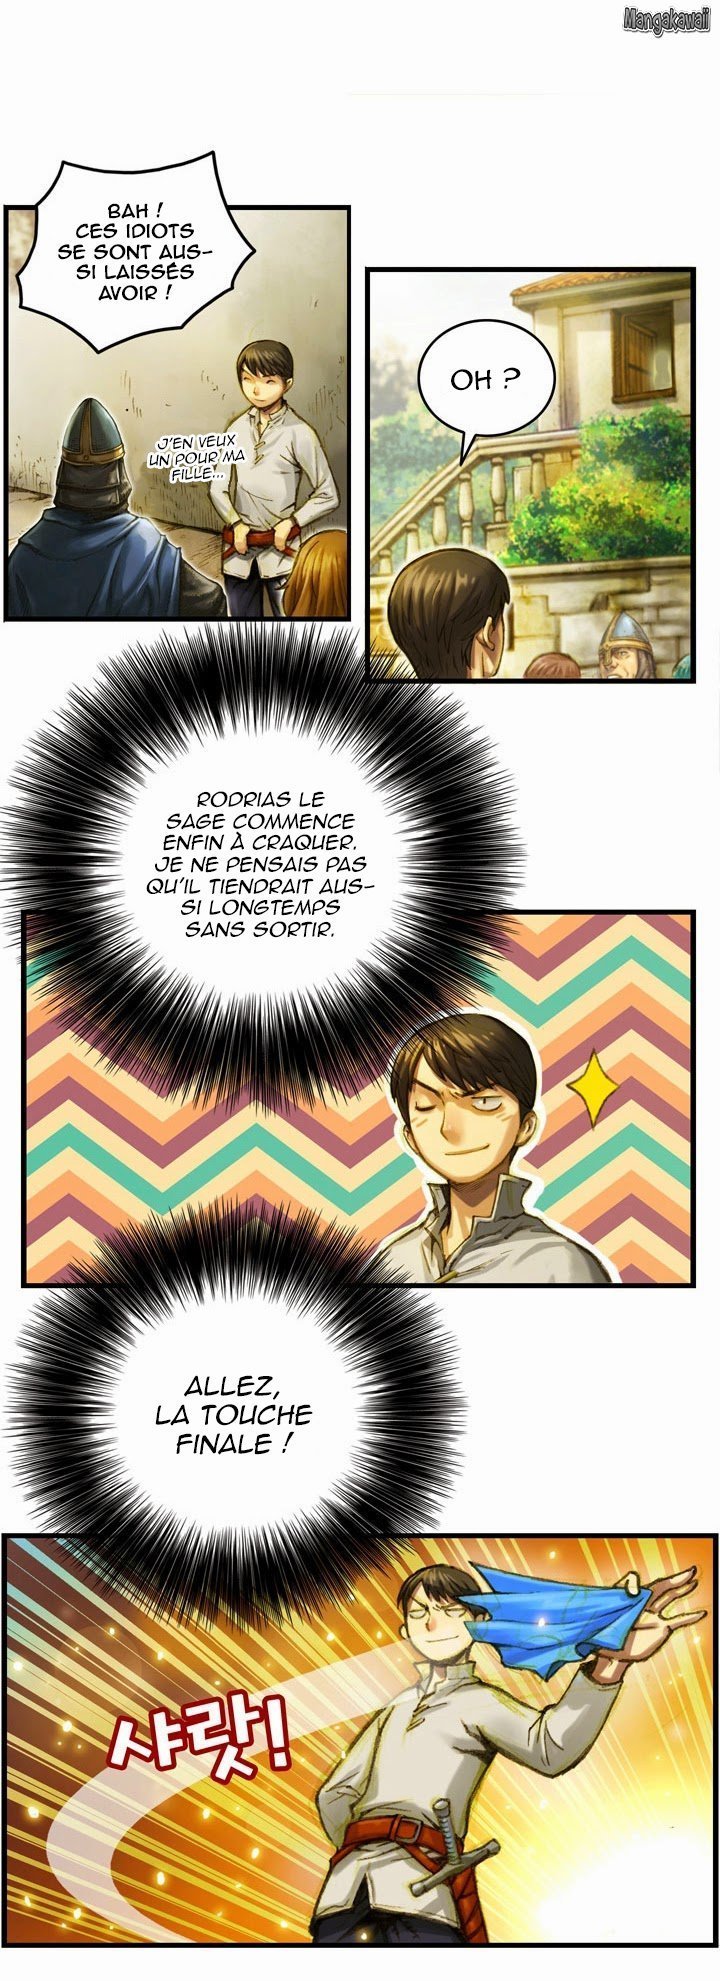 Mangakawaii
BAH !
CES IDIOTS
SE SONT AUS-
SI LAISSÉS
AVOIR !
J'EN VEUX
UN POUR MA
FILLE...
OH ?
RODRIAS LE
SAGE COMMENCE
ENFIN À CRAQUER.
JE NE PENSAIS PAS
QU'IL TIENDRAIT AUS-
SI LONGTEMPS
SANS SORTIR.
ALLEZ,
LA TOUCHE
FINALE !
샤랏!